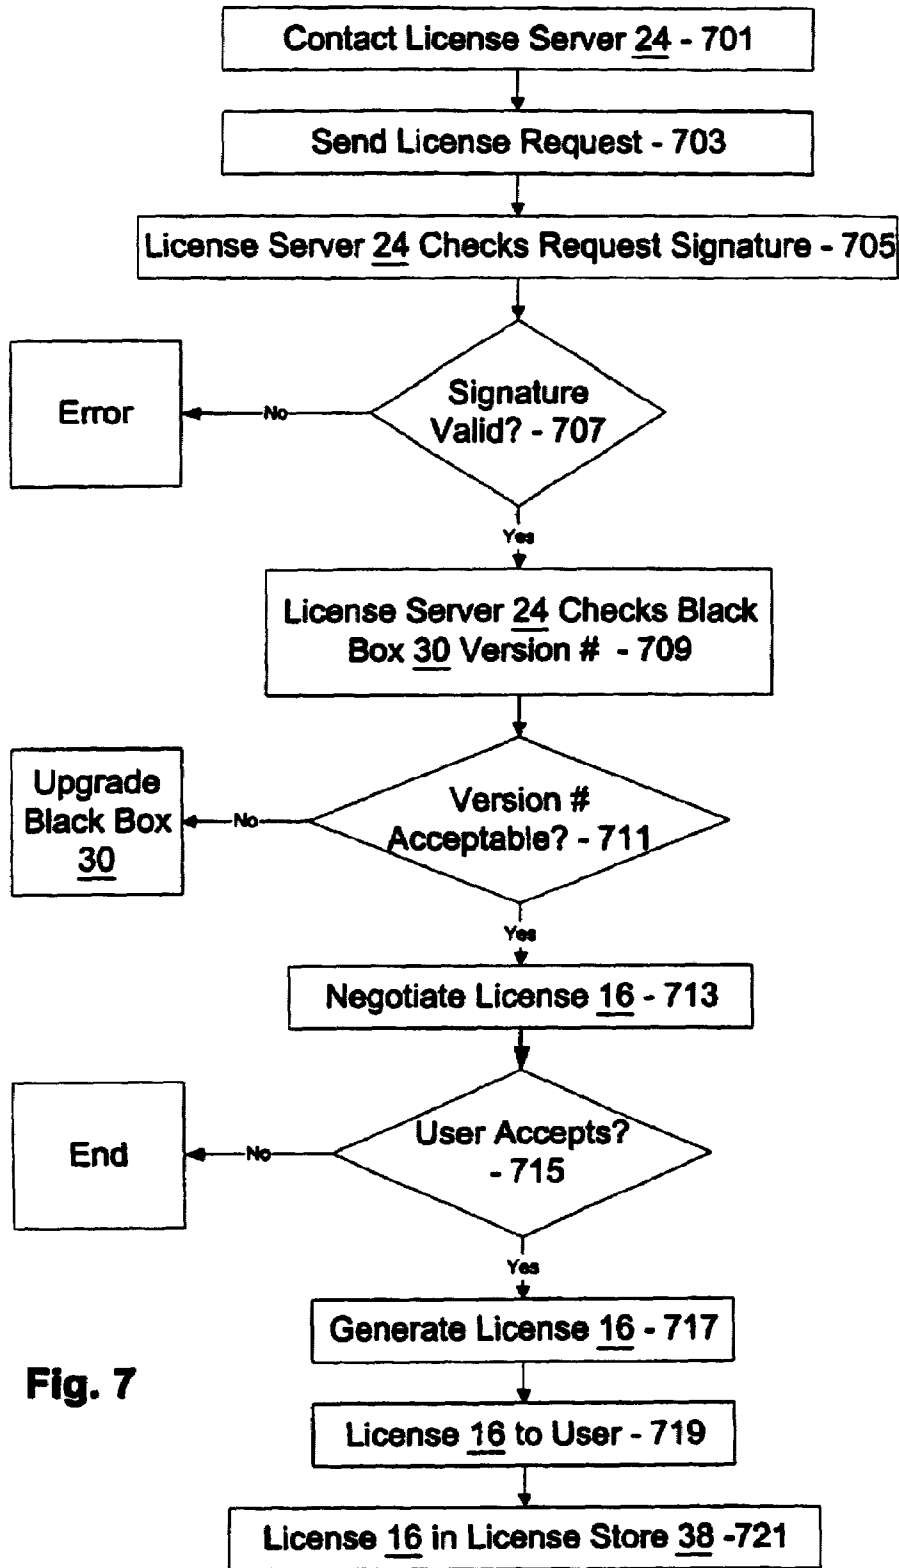 Contact License Server 24 - 701
Send License Request - 703
License Server 24 Checks Request Signature - 705
Signature
Valid? - 707
No
Error
Yes
License Server 24 Checks Black
Box 30 Version # - 709
Version #
Acceptable? - 711
No
Upgrade
Black Box
30
Yes
Negotiate License 16 - 713
User Accepts?
- 715
No
End
Yes
Generate License 16 - 717
Fig. 7
License 16 to User - 719
License 16 in License Store 38 -721